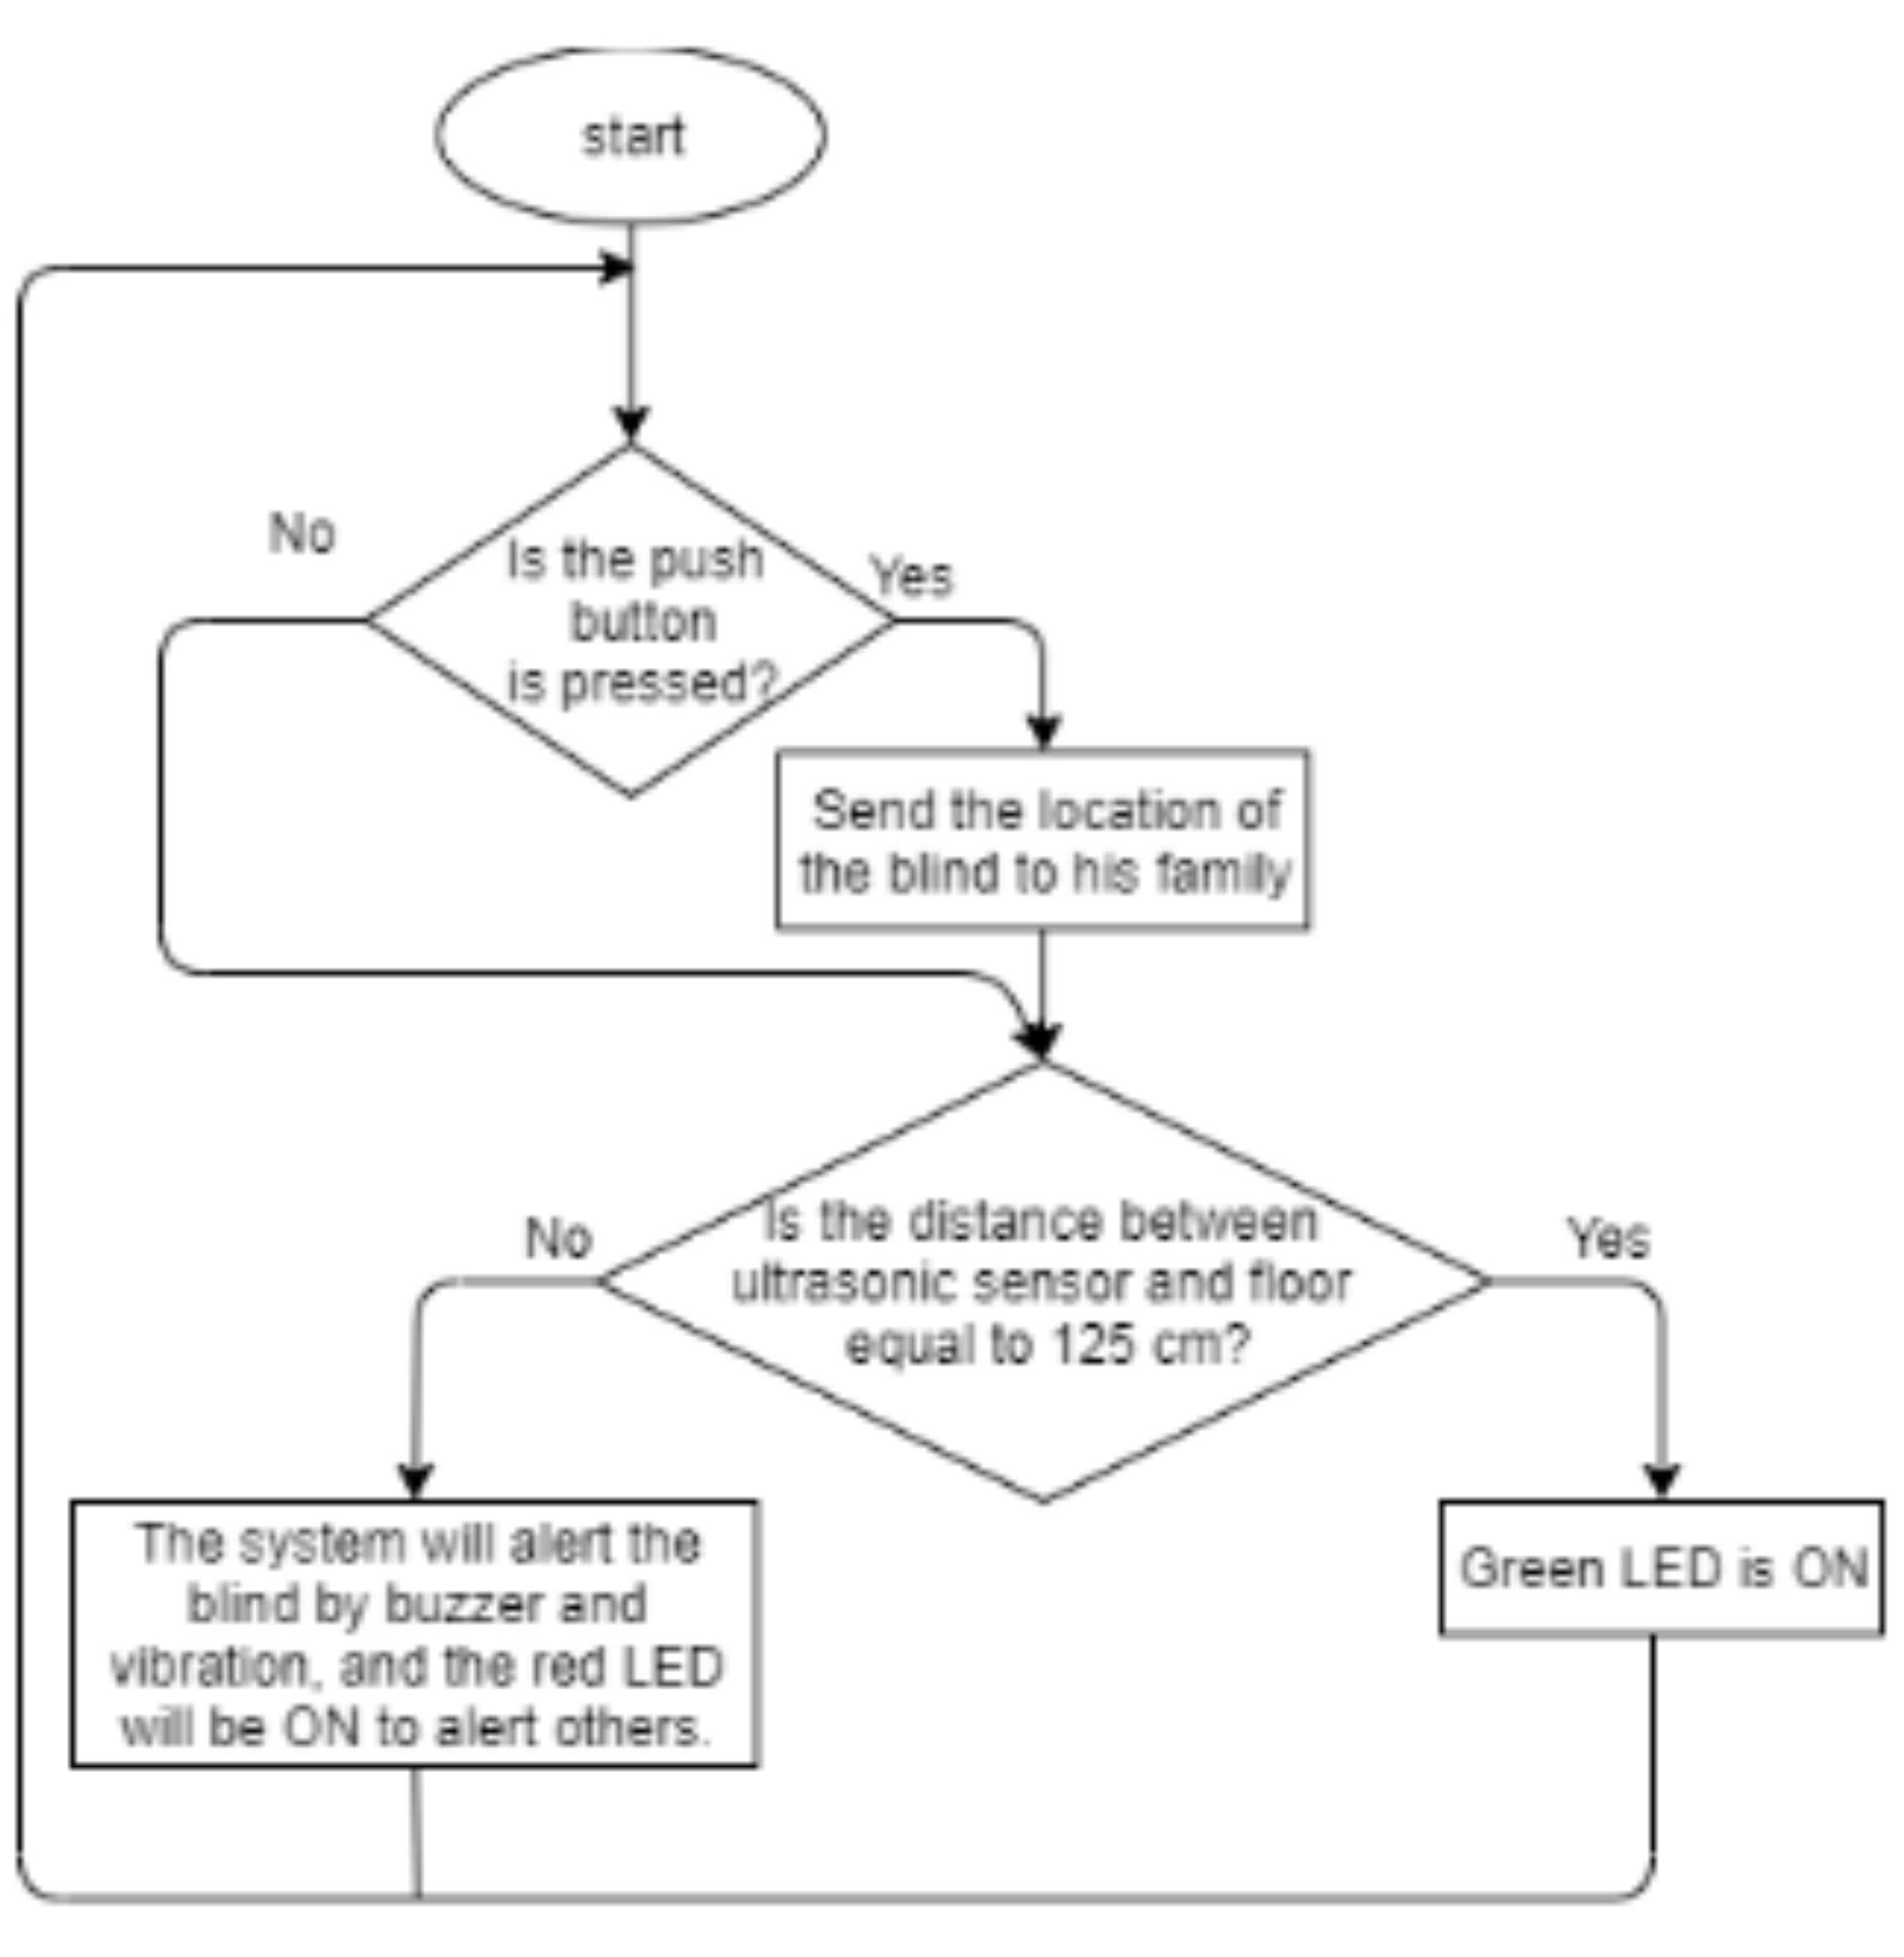 start
No
Is the push
button
is pressed?
Yes
Send the location of
the blind to his family
No
Is the distance between
ultrasonic sensor and floor
equal to 125 cm?
Yes
The system will alert the
blind by buzzer and
vibration, and the red LED
will be ON to alert others.
Green LED is ON